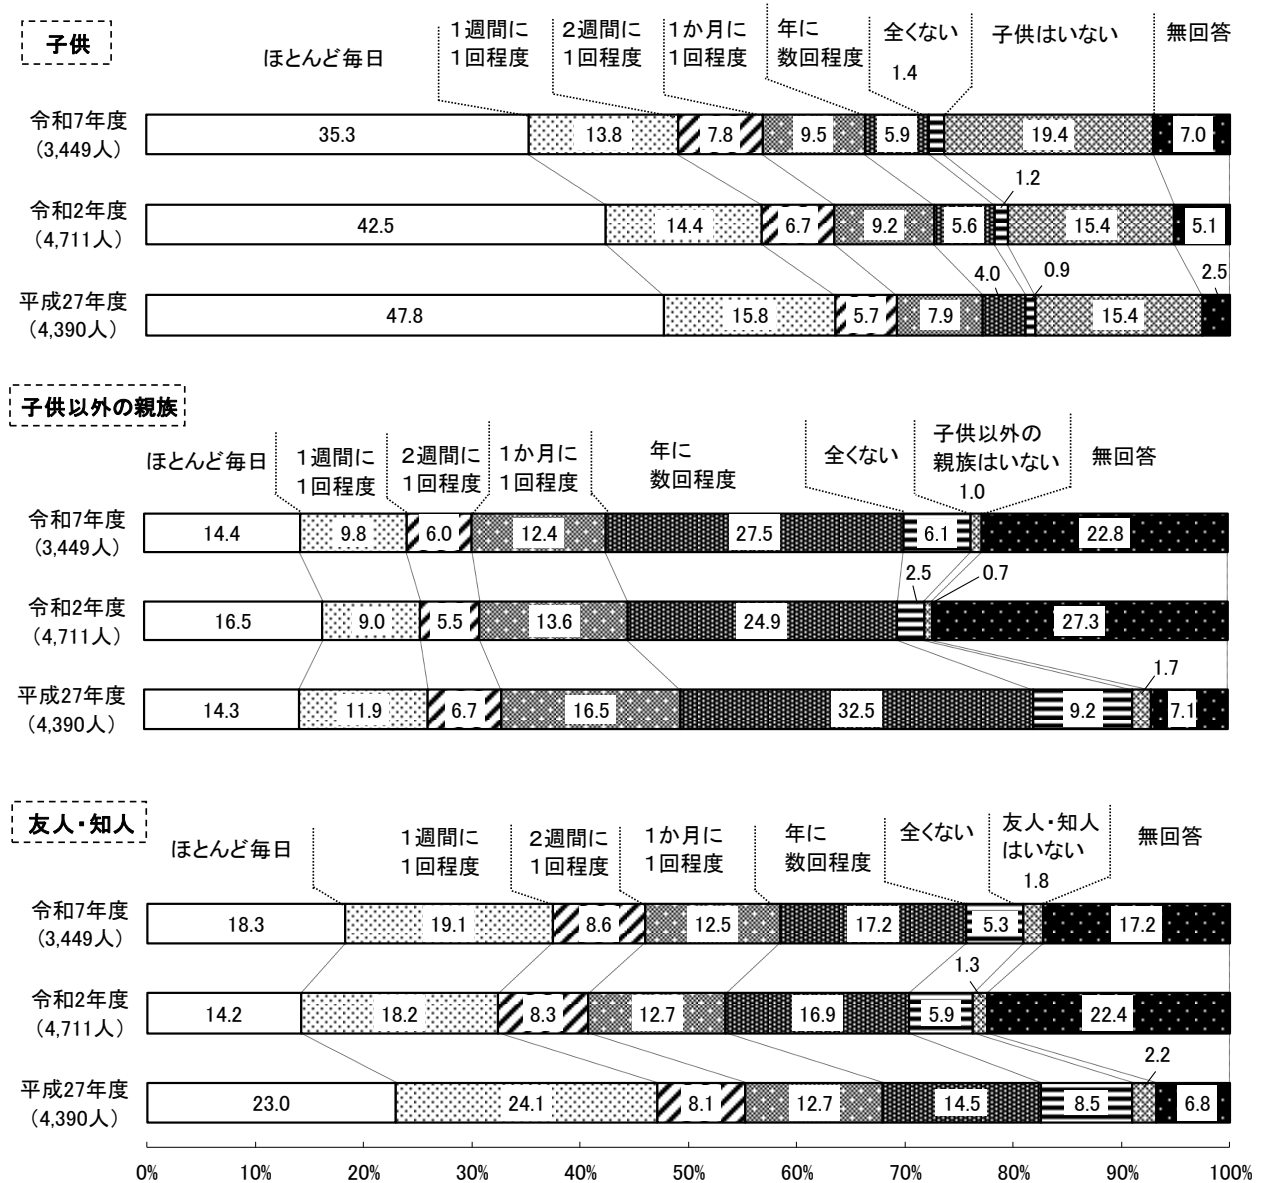 子供
ほとんど毎日
１週間に
１回程度
２週間に
１回程度
１か月に
１回程度
年に
数回程度
全くない
1.4
子供はいない
無回答
令和7年度
（3,449人）
35.3 13.8 7.8 9.5 5.9 19.4 7.0
1.2
令和2年度
（4,711人）
42.5 14.4 6.7 9.2 5.6 15.4 5.1
4.0 0.9 2.5
平成27年度
（4,390人）
47.8 15.8 5.7 7.9 15.4
子供以外の親族
ほとんど毎日
１週間に
１回程度
２週間に
１回程度
１か月に
１回程度
年に
数回程度
全くない
子供以外の
親族はいない
1.0
無回答
令和7年度
（3,449人）
14.4 9.8 6.0 12.4 27.5 6.1 22.8
2.5 0.7
令和2年度
（4,711人）
16.5 9.0 5.5 13.6 24.9 27.3
1.7
平成27年度
（4,390人）
14.3 11.9 6.7 16.5 32.5 9.2 7.1
友人・知人
ほとんど毎日
１週間に
１回程度
２週間に
１回程度
１か月に
１回程度
年に
数回程度
全くない
友人・知人
はいない
1.8
無回答
令和7年度
（3,449人）
18.3 19.1 8.6 12.5 17.2 5.3 17.2
1.3
令和2年度
（4,711人）
14.2 18.2 8.3 12.7 16.9 5.9 22.4
2.2
平成27年度
（4,390人）
23.0 24.1 8.1 12.7 14.5 8.5 6.8
0% 10% 20% 30% 40% 50% 60% 70% 80% 90% 100%